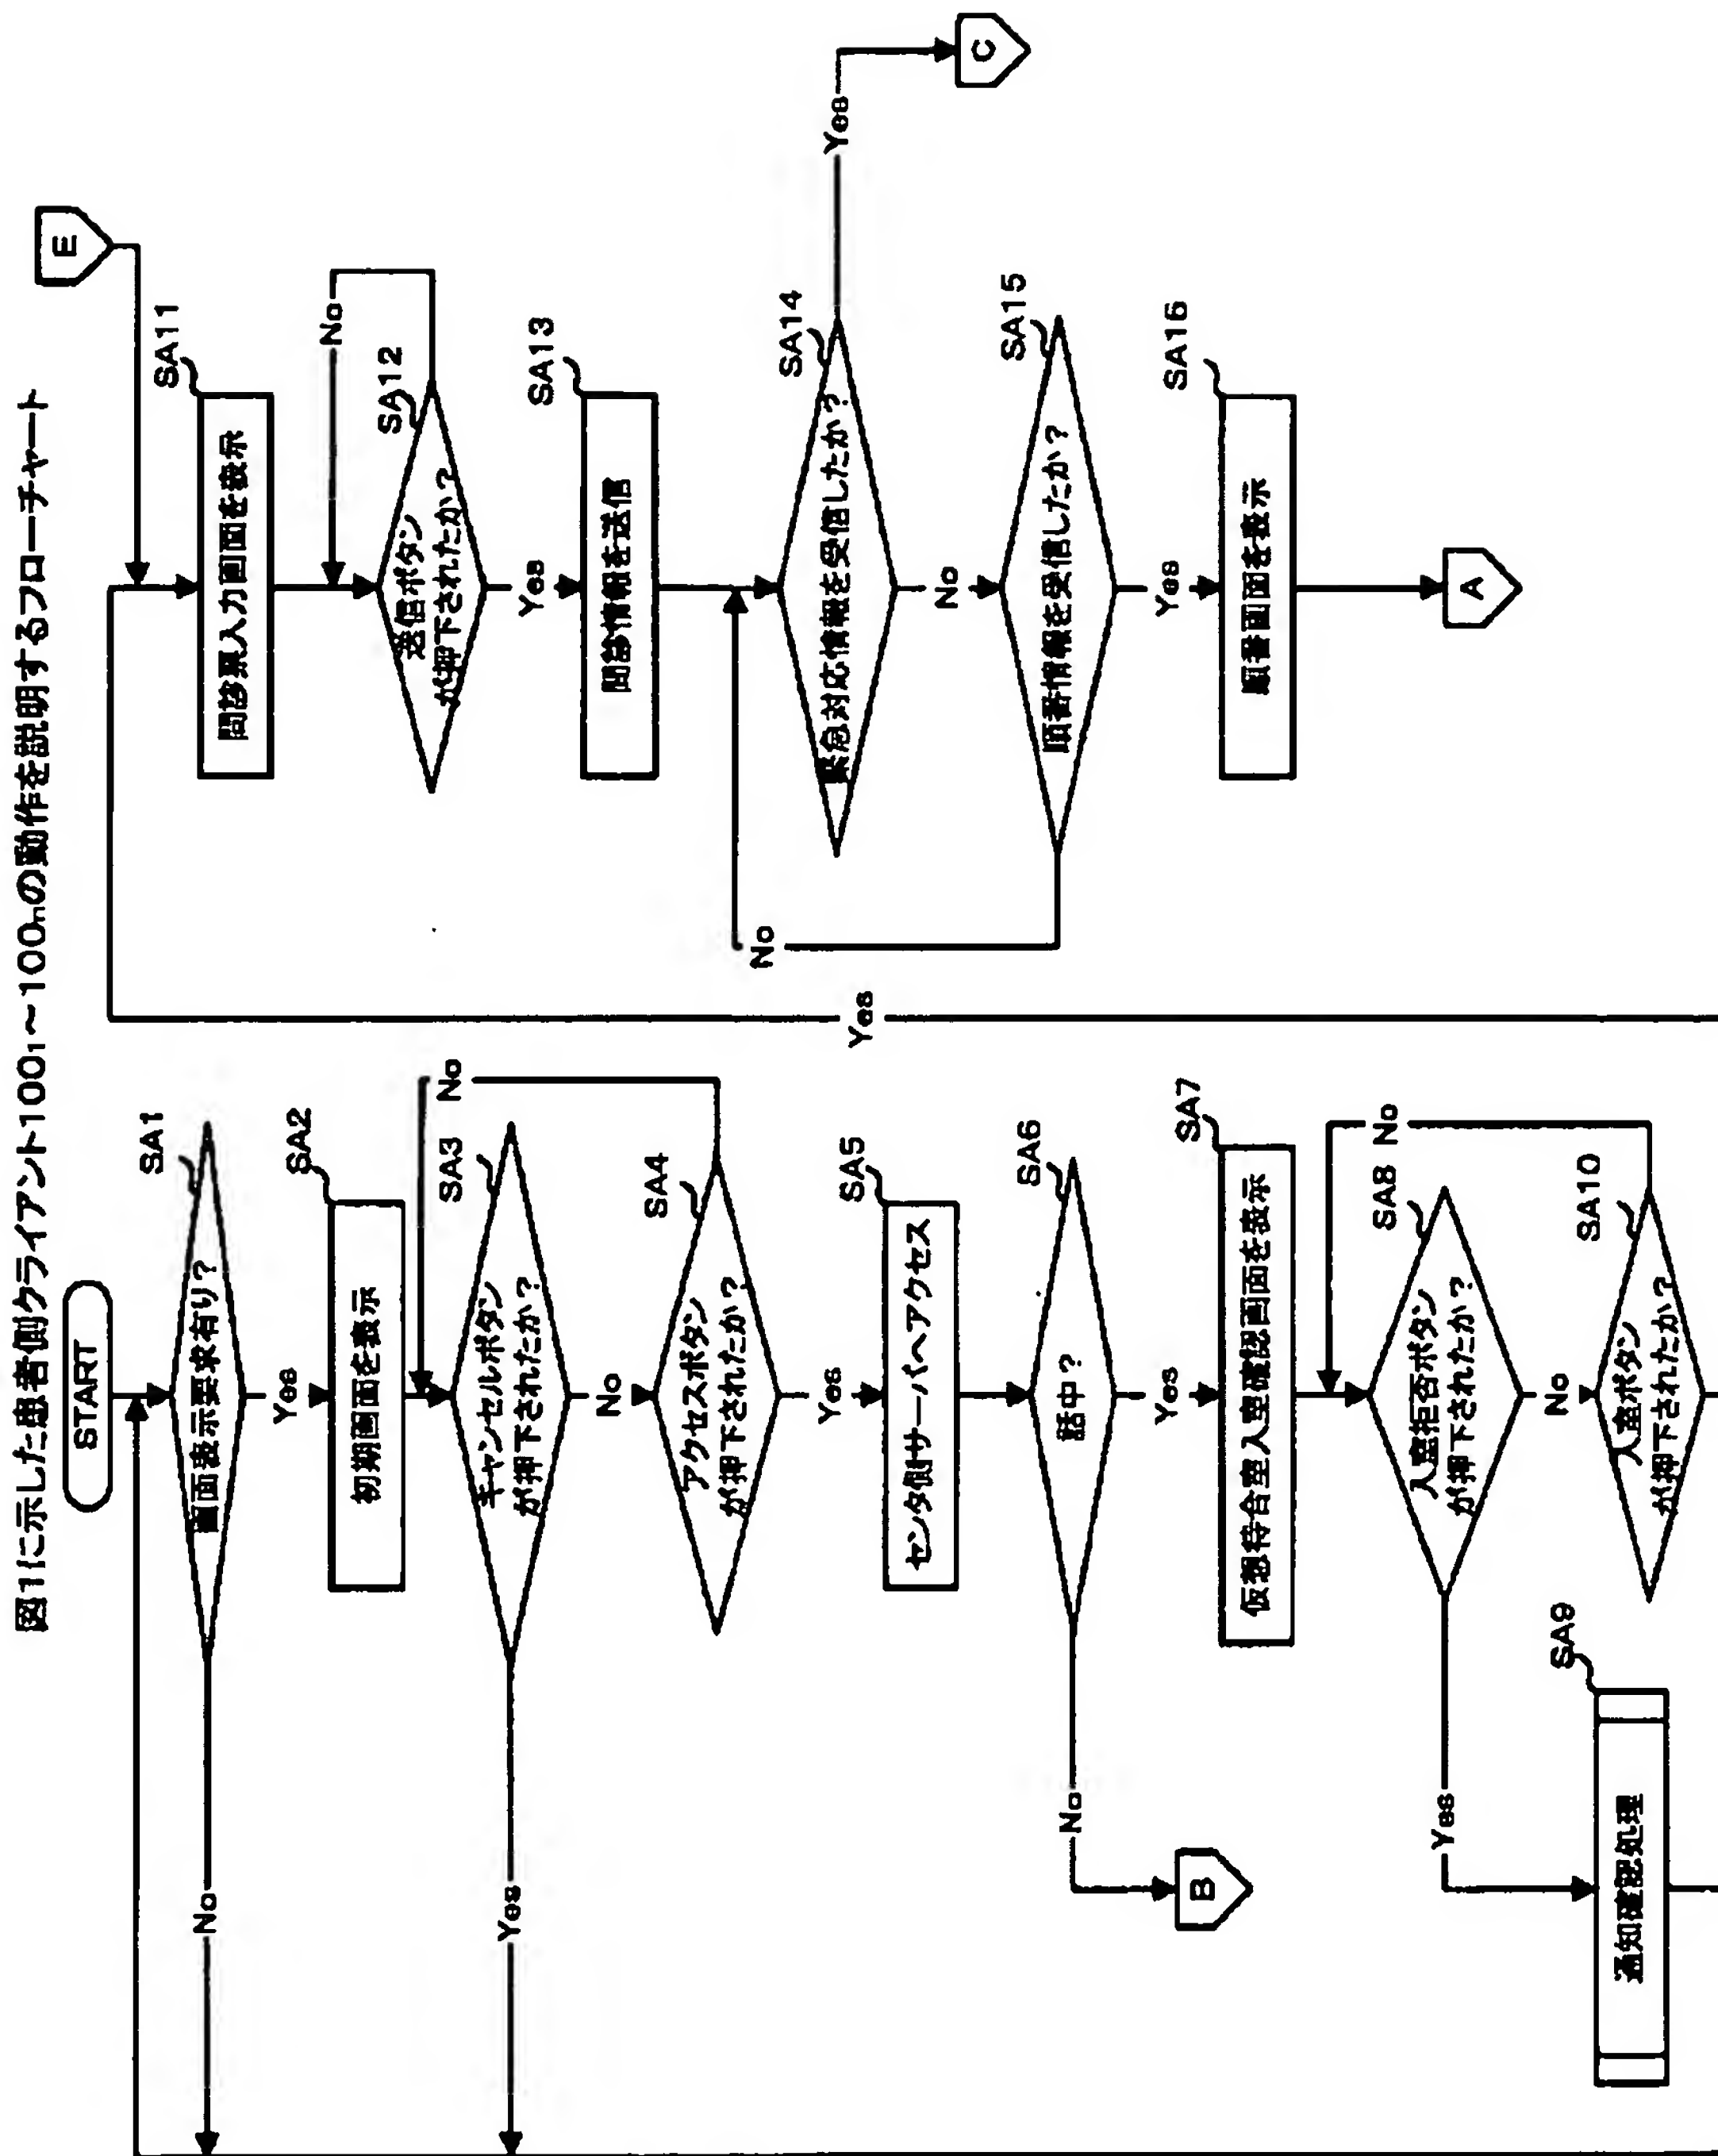 図1に示した患者側クライアント100₁～100ₙの動作を説明するフローチャート
START
SA1
画面表示要求有り?
No
Yes
SA2
初期画面を表示
SA3
キャンセルボタン
が押下されたか?
Yes
No
SA4
アクセスボタン
が押下されたか?
No
Yes
SA5
センタ側サーバへアクセス
SA6
話中?
No
B
Yes
SA7
仮想待合室入室確認画面を表示
SA8
入室拒否ボタン
が押下されたか?
Yes
No
SA9
通知確認処理
SA10
入室ボタン
が押下されたか?
No
Yes
E
SA11
問診票入力画面を表示
SA12
送信ボタン
が押下されたか?
No
Yes
SA13
問診情報を送信
SA14
緊急対応情報を受信したか?
Yes
C
No
SA15
順番情報を受信したか?
No
Yes
SA16
順番画面を表示
A